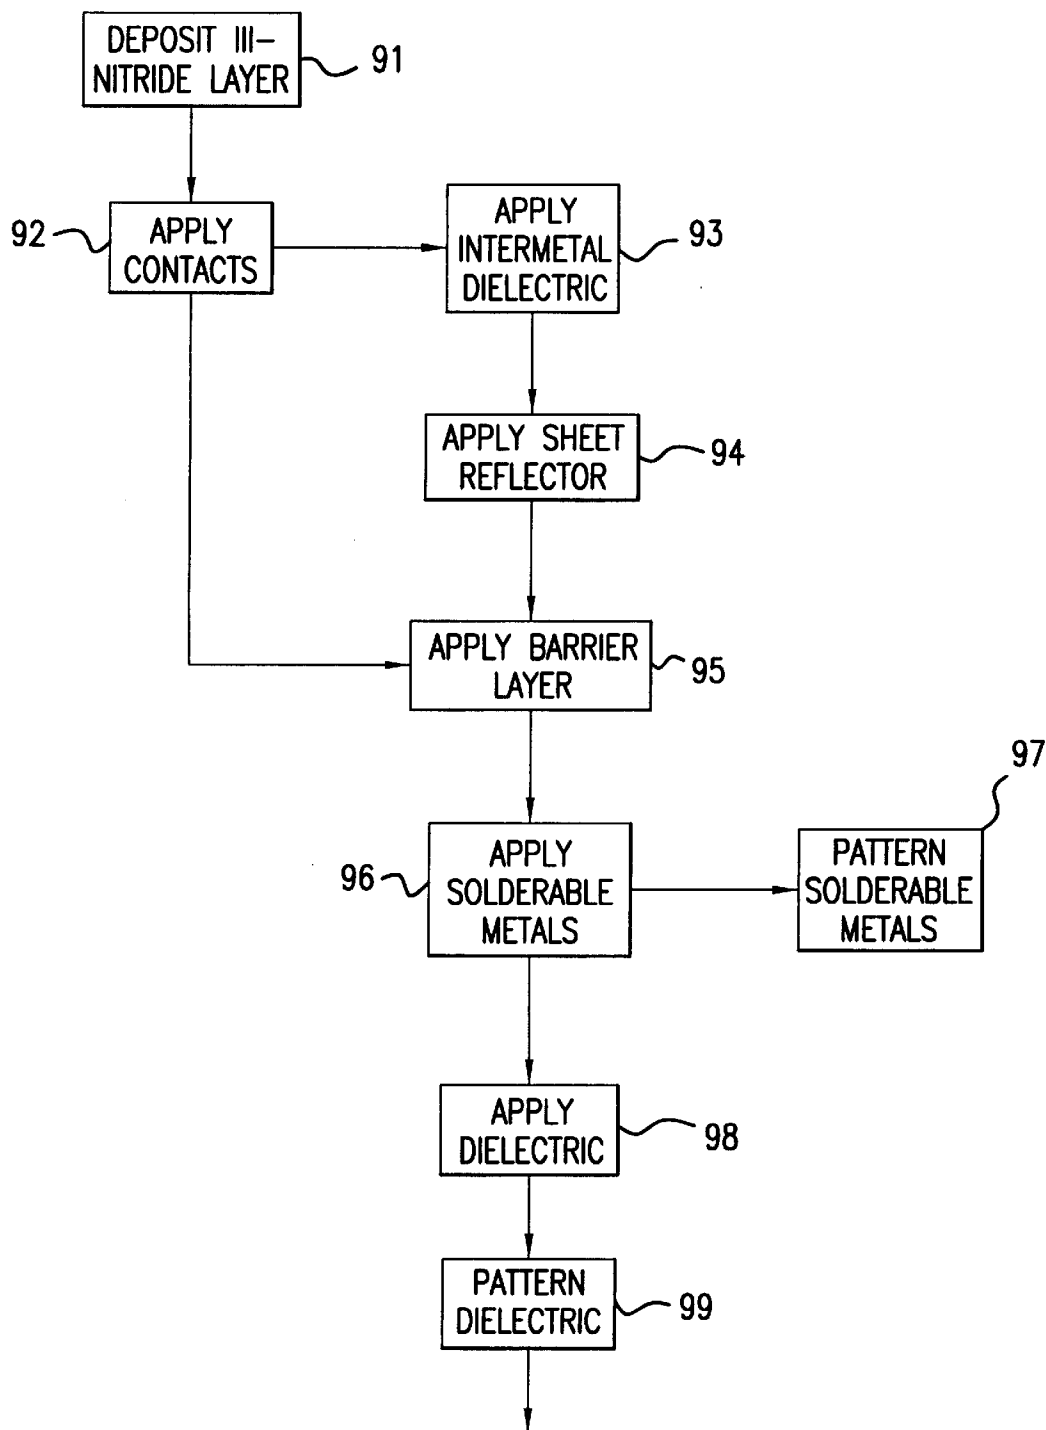 DEPOSIT III-
NITRIDE LAYER
91
92
APPLY
CONTACTS
APPLY
INTERMETAL
DIELECTRIC
93
APPLY SHEET
REFLECTOR
94
APPLY BARRIER
LAYER
95
96
APPLY
SOLDERABLE
METALS
97
PATTERN
SOLDERABLE
METALS
APPLY
DIELECTRIC
98
PATTERN
DIELECTRIC
99